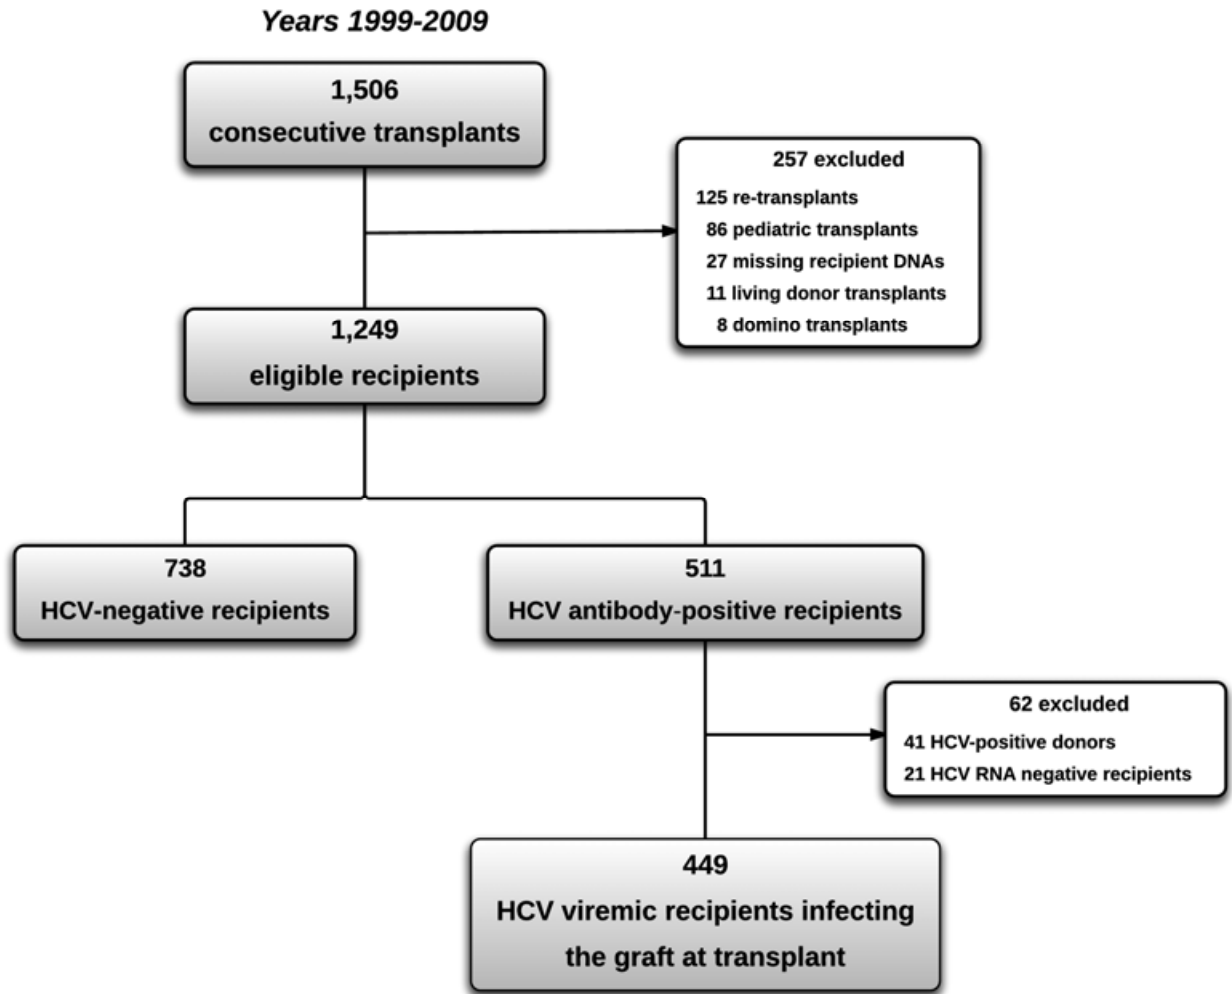 Years 1999-2009
1,506
consecutive transplants
257 excluded
125 re-transplants
86 pediatric transplants
27 missing recipient DNAs
11 living donor transplants
8 domino transplants
1,249
eligible recipients
738
HCV-negative recipients
511
HCV antibody-positive recipients
62 excluded
41 HCV-positive donors
21 HCV RNA negative recipients
449
HCV viremic recipients infecting
the graft at transplant